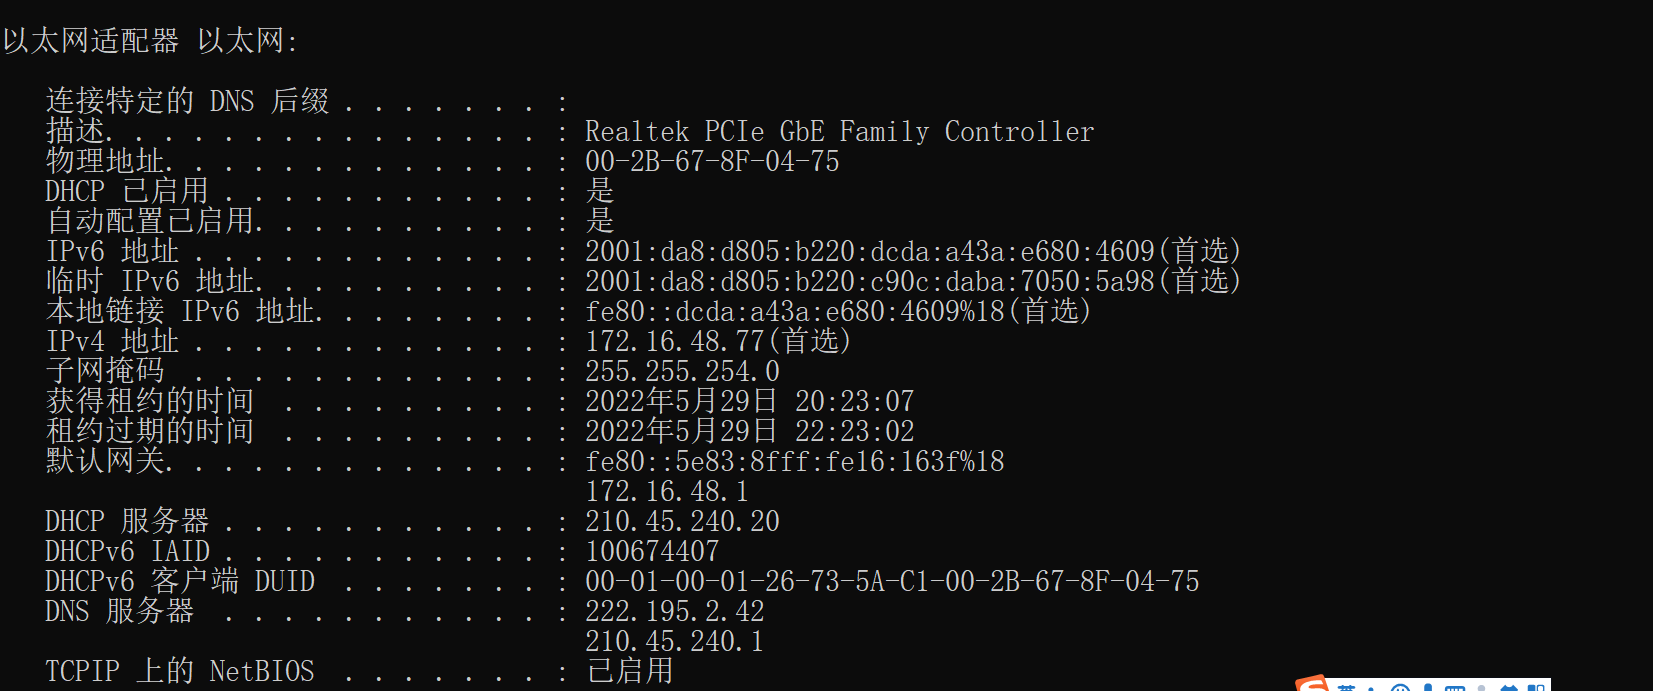 以太网适配器 以太网:
连接特定的 DNS 后缀 . . . . . . . :
描述. . . . . . . . . . . . . . . : Realtek PCIe GbE Family Controller
物理地址. . . . . . . . . . . . . : 00-2B-67-8F-04-75
DHCP 已启用 . . . . . . . . . . . : 是
自动配置已启用. . . . . . . . . . : 是
IPv6 地址 . . . . . . . . . . . . : 2001:da8:d805:b220:dcda:a43a:e680:4609(首选)
临时 IPv6 地址. . . . . . . . . . : 2001:da8:d805:b220:c90c:daba:7050:5a98(首选)
本地链接 IPv6 地址. . . . . . . . : fe80::dcda:a43a:e680:4609%18(首选)
IPv4 地址 . . . . . . . . . . . . : 172.16.48.77(首选)
子网掩码  . . . . . . . . . . . . : 255.255.254.0
获得租约的时间  . . . . . . . . . : 2022年5月29日 20:23:07
租约过期的时间  . . . . . . . . . : 2022年5月29日 22:23:02
默认网关. . . . . . . . . . . . . : fe80::5e83:8fff:fe16:163f%18
172.16.48.1
DHCP 服务器 . . . . . . . . . . . : 210.45.240.20
DHCPv6 IAID . . . . . . . . . . . : 100674407
DHCPv6 客户端 DUID  . . . . . . . : 00-01-00-01-26-73-5A-C1-00-2B-67-8F-04-75
DNS 服务器  . . . . . . . . . . . : 222.195.2.42
210.45.240.1
TCPIP 上的 NetBIOS  . . . . . . . : 已启用